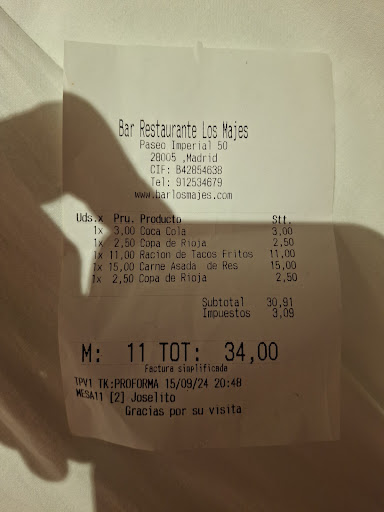 Bar Restaurante Los Majes
Paseo Imperial 50
28005 ,Madrid
CIF: B42854638
Tel: 912534679
www.barlosmajes.com
Uds.x Pru. Producto Stt.
1x 3,00 Coca Cola 3,00
1x 2,50 Copa de Rioja 2,50
1x 11,00 Racion de Tacos Fritos 11,00
1x 15,00 Carne Asada de Res 15,00
1x 2,50 Copa de Rioja 2,50
Subtotal 30,91
Impuestos 3,09
M: 11 TOT: 34,00
Factura simplificada
TPV1 TK:PROFORMA 15/09/24 20:48
MESA11 [2] Joselito
Gracias por su visita